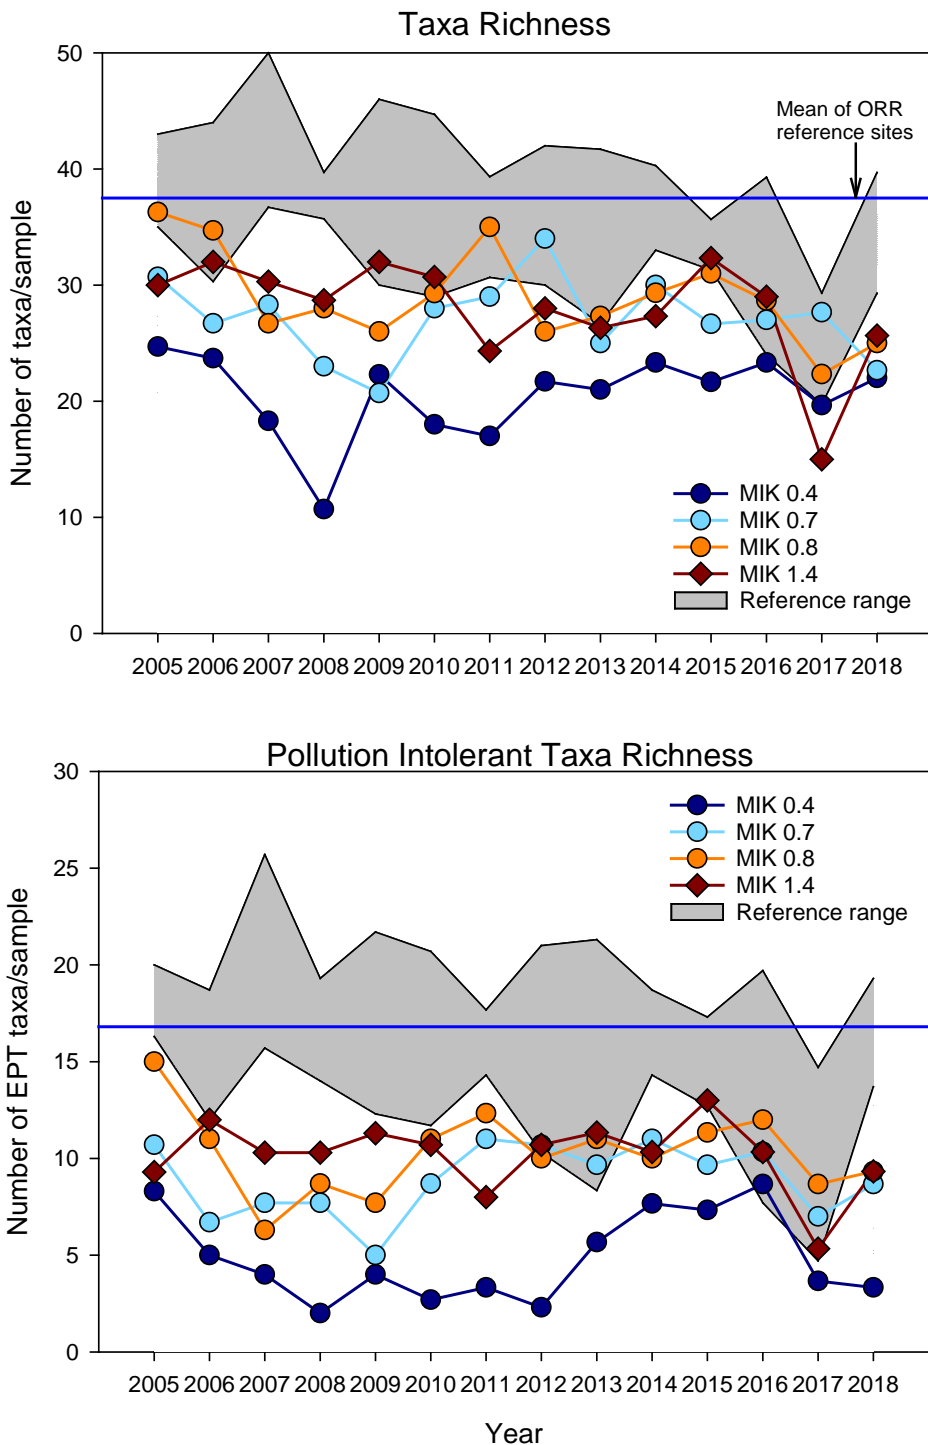 Taxa Richness
50
40
30
20
10
0
Number of taxa/sample
Mean of ORR
reference sites
MIK 0.4
MIK 0.7
MIK 0.8
MIK 1.4
Reference range
2005 2006 2007 2008 2009 2010 2011 2012 2013 2014 2015 2016 2017 2018
Pollution Intolerant Taxa Richness
30
25
20
15
10
5
0
Number of EPT taxa/sample
MIK 0.4
MIK 0.7
MIK 0.8
MIK 1.4
Reference range
2005 2006 2007 2008 2009 2010 2011 2012 2013 2014 2015 2016 2017 2018
Year